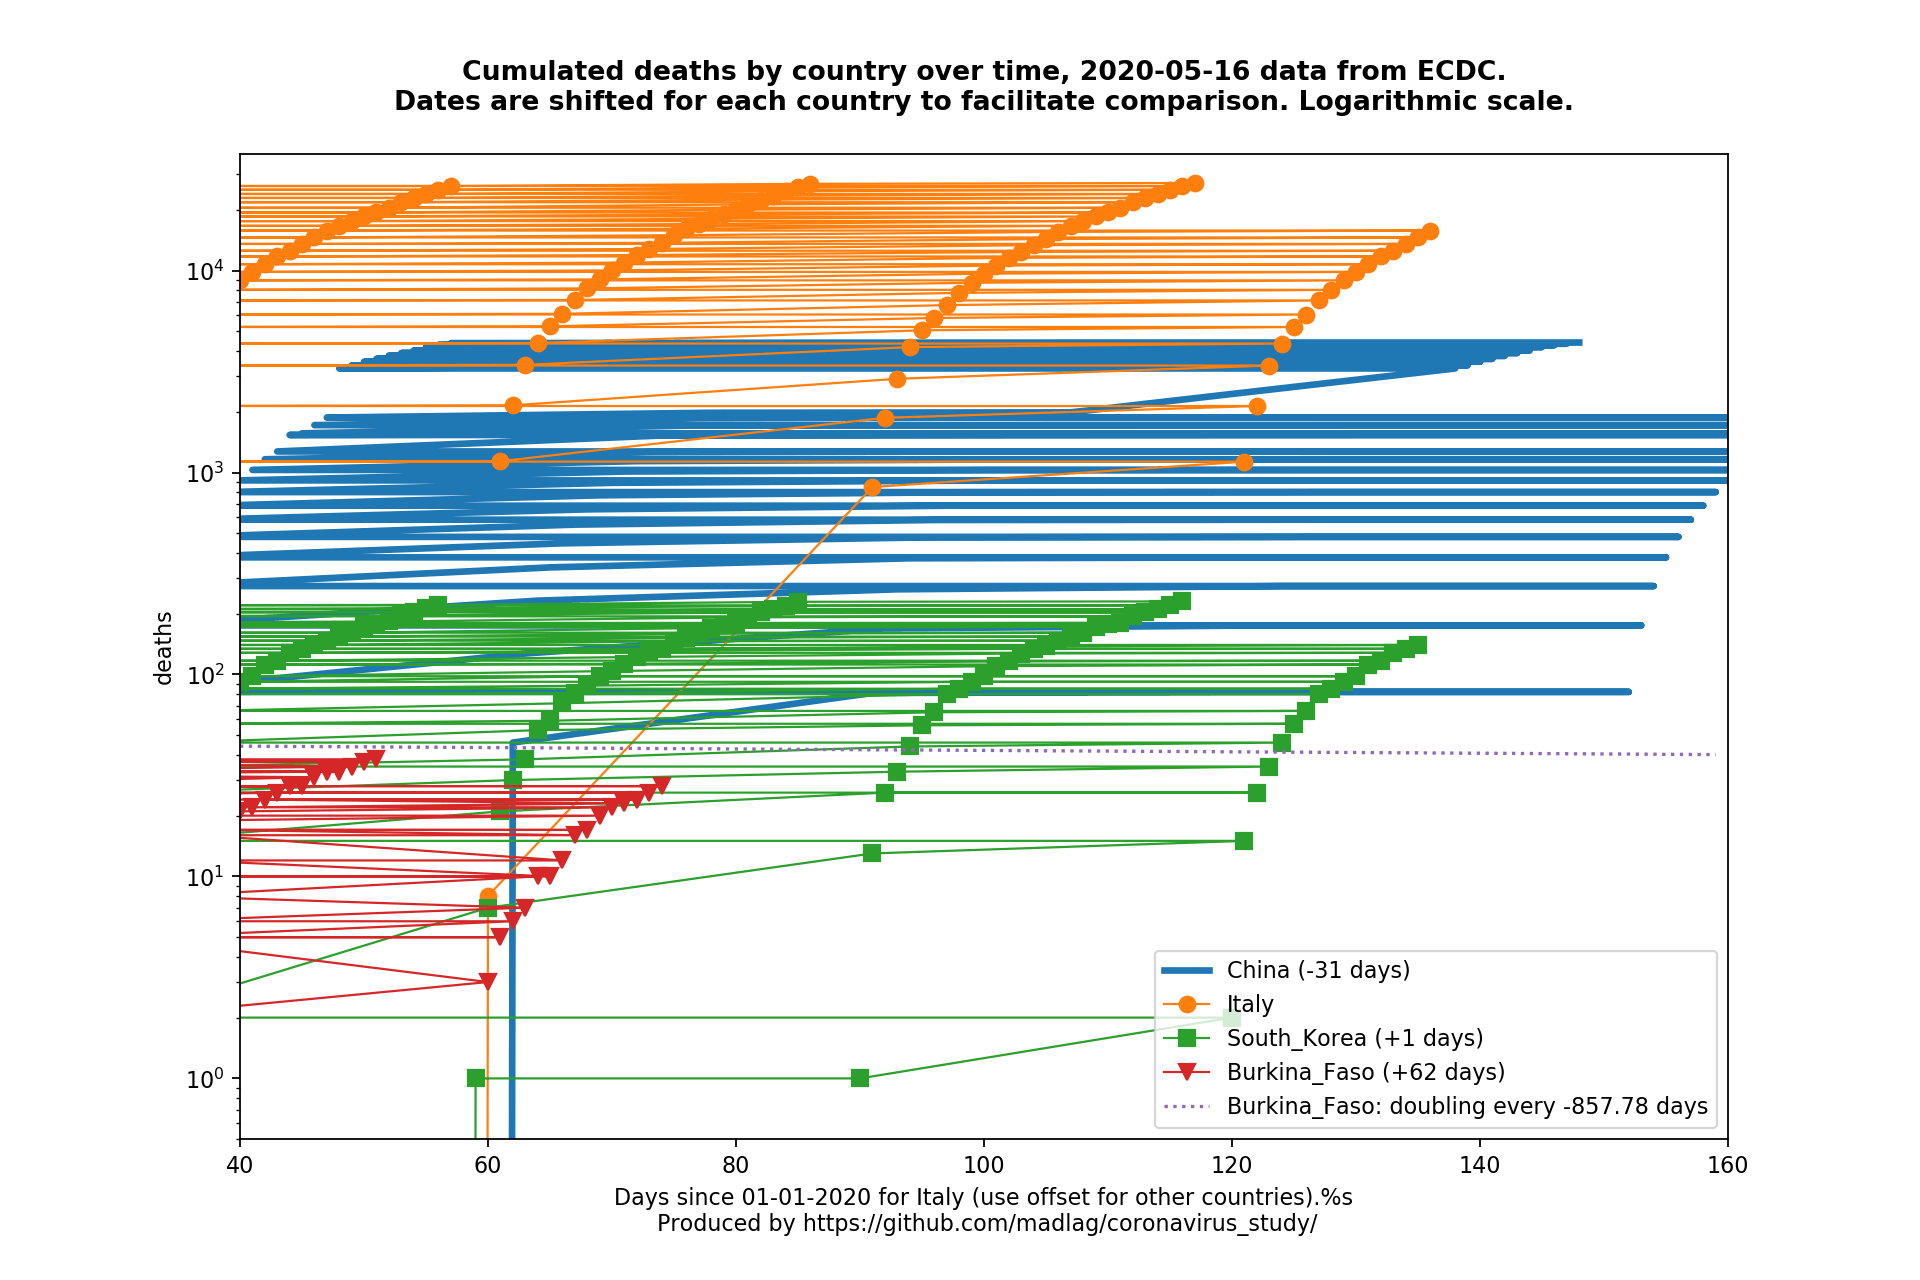 Cumulated deaths by country over time, 2020-05-16 data from ECDC.
Dates are shifted for each country to facilitate comparison. Logarithmic scale.
deaths
10^4
10^3
10^2
10^1
10^0
40 60 80 100 120 140 160
China (-31 days)
Italy
South_Korea (+1 days)
Burkina_Faso (+62 days)
Burkina_Faso: doubling every -857.78 days
Days since 01-01-2020 for Italy (use offset for other countries).%s
Produced by https://github.com/madlag/coronavirus_study/